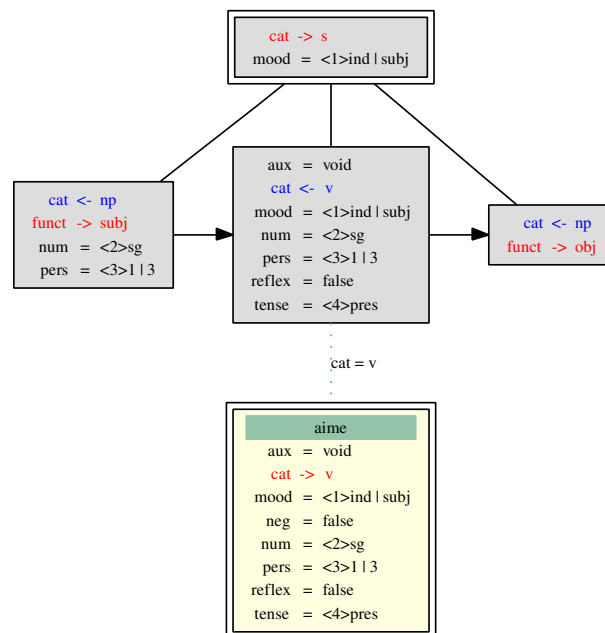 cat -> s
mood = <1>ind | subj
cat <- np
funct -> subj
num = <2>sg
pers = <3>1 | 3
aux = void
cat <- v
mood = <1>ind | subj
num = <2>sg
pers = <3>1 | 3
reflex = false
tense = <4>pres
cat <- np
funct -> obj
cat = v
aime
aux = void
cat -> v
mood = <1>ind | subj
neg = false
num = <2>sg
pers = <3>1 | 3
reflex = false
tense = <4>pres